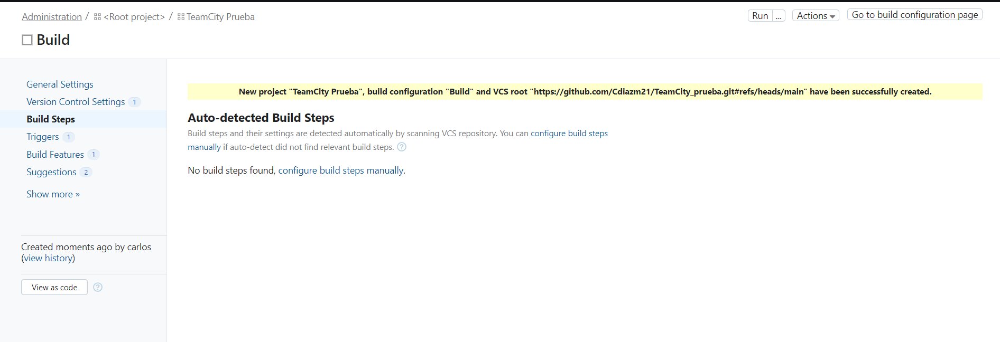 Administration / <Root project> / TeamCity Prueba
Run ... Actions Go to build configuration page
Build
General Settings
Version Control Settings 1
Build Steps
Triggers 1
Build Features 1
Suggestions 2
Show more »
Created moments ago by carlos
(view history)
View as code ?
New project "TeamCity Prueba", build configuration "Build" and VCS root "https://github.com/Cdiazm21/TeamCity_prueba.git#refs/heads/main" have been successfully created.
Auto-detected Build Steps
Build steps and their settings are detected automatically by scanning VCS repository. You can configure build steps
manually if auto-detect did not find relevant build steps. ?
No build steps found, configure build steps manually.